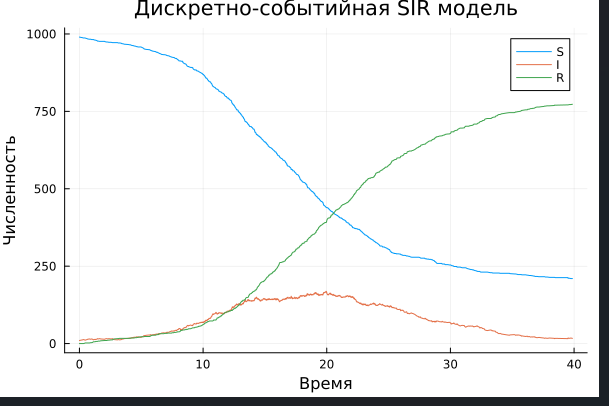 Дискретно-событийная SIR модель
1000
750
500
250
0
Численность
S
I
R
0 10 20 30 40
Время